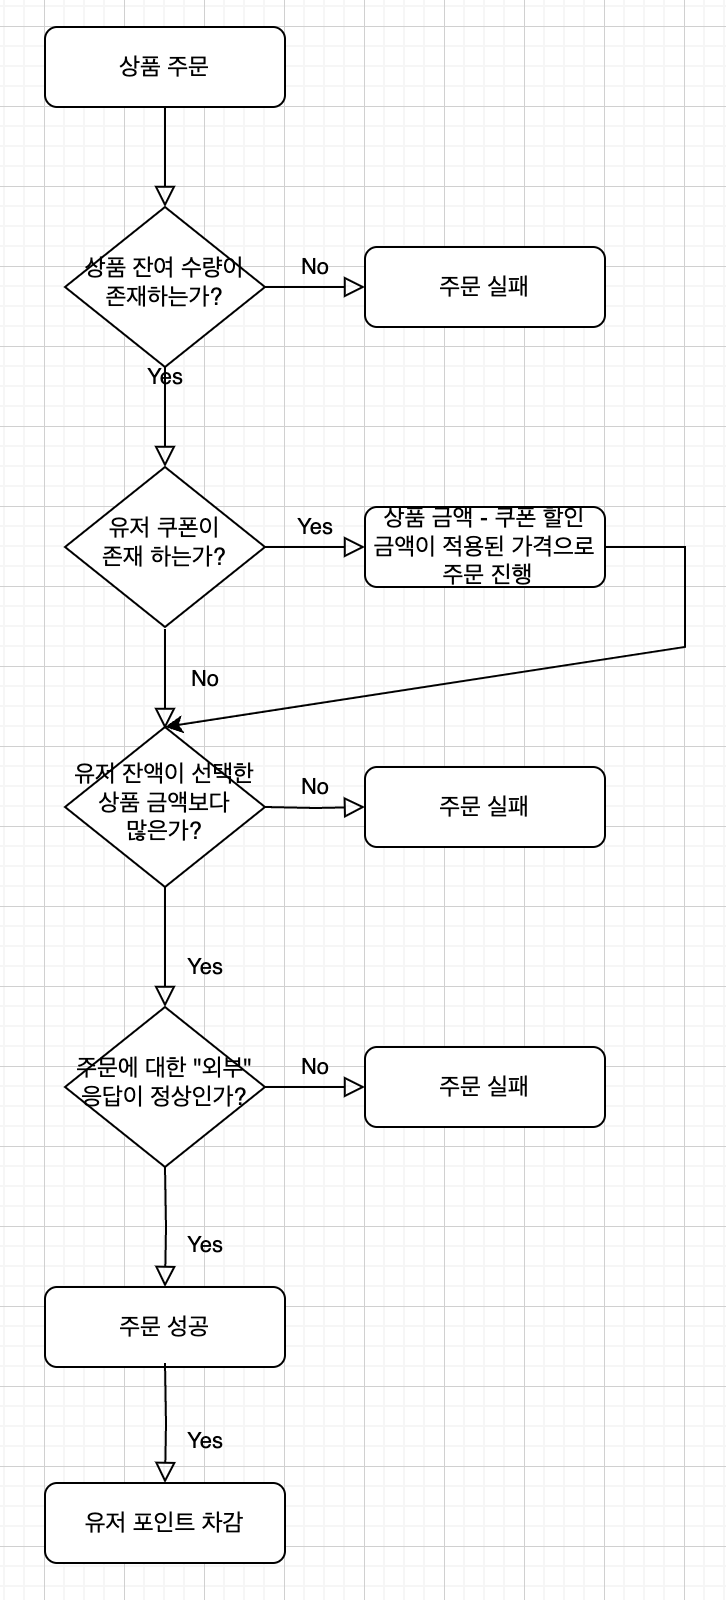 상품 주문
상품 잔여 수량이
존재하는가?
No
주문 실패
Yes
유저 쿠폰이
존재 하는가?
Yes
상품 금액 - 쿠폰 할인
금액이 적용된 가격으로
주문 진행
No
유저 잔액이 선택한
상품 금액보다
많은가?
No
주문 실패
Yes
주문에 대한 "외부"
응답이 정상인가?
No
주문 실패
Yes
주문 성공
Yes
유저 포인트 차감